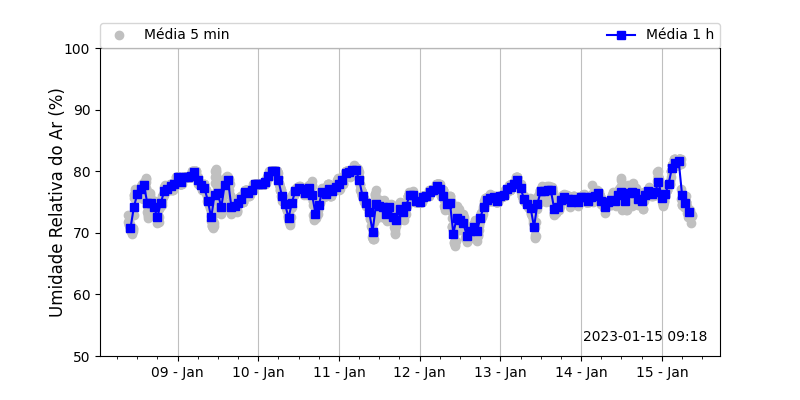 Média 5 min
Média 1 h
Umidade Relativa do Ar (%)
100
90
80
70
60
50
2023-01-15 09:18
09 - Jan
10 - Jan
11 - Jan
12 - Jan
13 - Jan
14 - Jan
15 - Jan